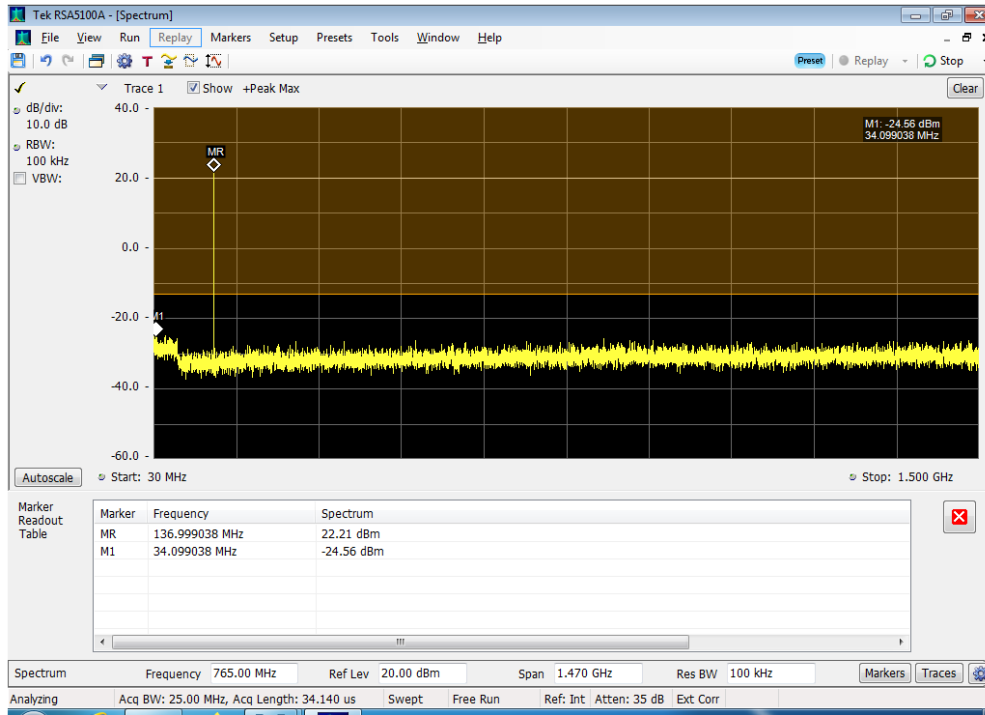 Tek RSA5100A - [Spectrum]
File View Run Replay Markers Setup Presets Tools Window Help
T Preset Replay Stop
Trace 1 Show +Peak Max Clear
dB/div:
10.0 dB
RBW:
100 kHz
VBW:
40.0 -
20.0 -
0.0 -
-20.0 -
-40.0 -
-60.0 -
M1: -24.56 dBm
34.099038 MHz
MR
M1
Autoscale Start: 30 MHz Stop: 1.500 GHz
Marker
Readout
Table
Marker Frequency Spectrum
MR 136.999038 MHz 22.21 dBm
M1 34.099038 MHz -24.56 dBm
Spectrum Frequency 765.00 MHz Ref Lev 20.00 dBm Span 1.470 GHz Res BW 100 kHz Markers Traces
Analyzing Acq BW: 25.00 MHz, Acq Length: 34.140 us Swept Free Run Ref: Int Atten: 35 dB Ext Corr